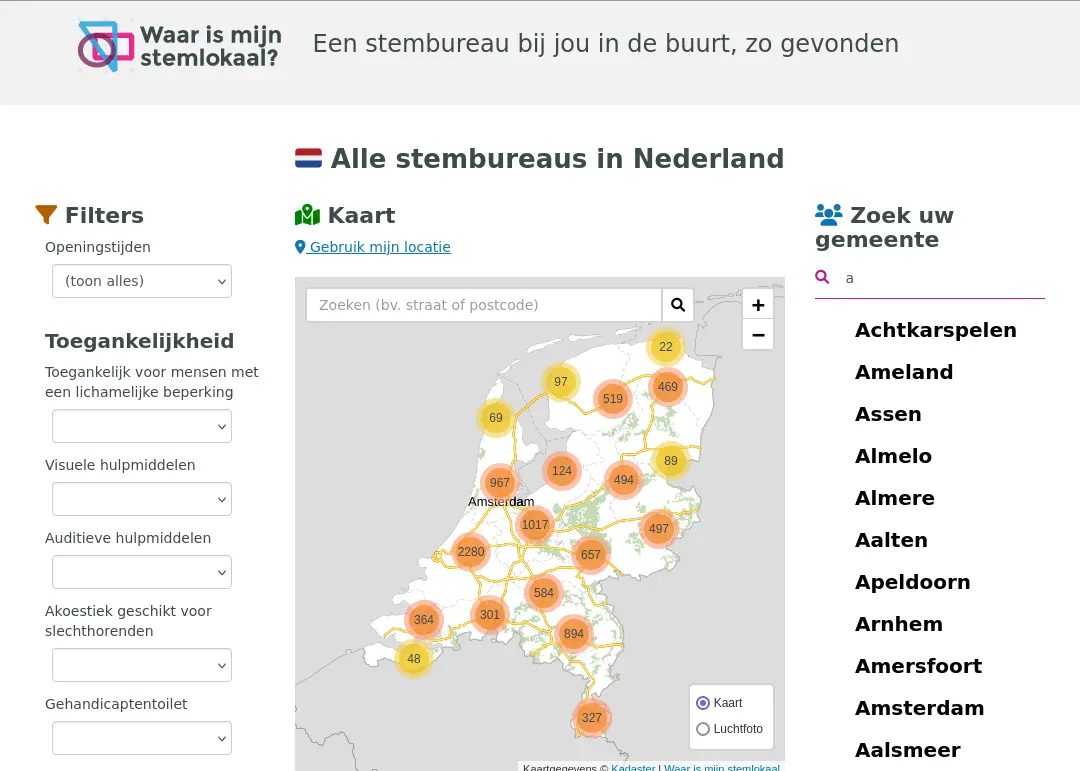 Waar is mijn
stemlokaal?
Een stembureau bij jou in de buurt, zo gevonden
Alle stembureaus in Nederland
Filters
Openingstijden
(toon alles)
Toegankelijkheid
Toegankelijk voor mensen met
een lichamelijke beperking
Visuele hulpmiddelen
Auditieve hulpmiddelen
Akoestiek geschikt voor
slechthorenden
Gehandicaptentoilet
Kaart
Gebruik mijn locatie
Zoeken (bv. straat of postcode)
+
−
22
97
469
519
69
89
124
494
967
Amsterdam
1017
497
2280
657
584
301
364
894
48
327
Kaart
Luchtfoto
Kaartgegevens © Kadaster | Waar is mijn stemlokaal
Zoek uw
gemeente
a
Achtkarspelen
Ameland
Assen
Almelo
Almere
Aalten
Apeldoorn
Arnhem
Amersfoort
Amsterdam
Aalsmeer